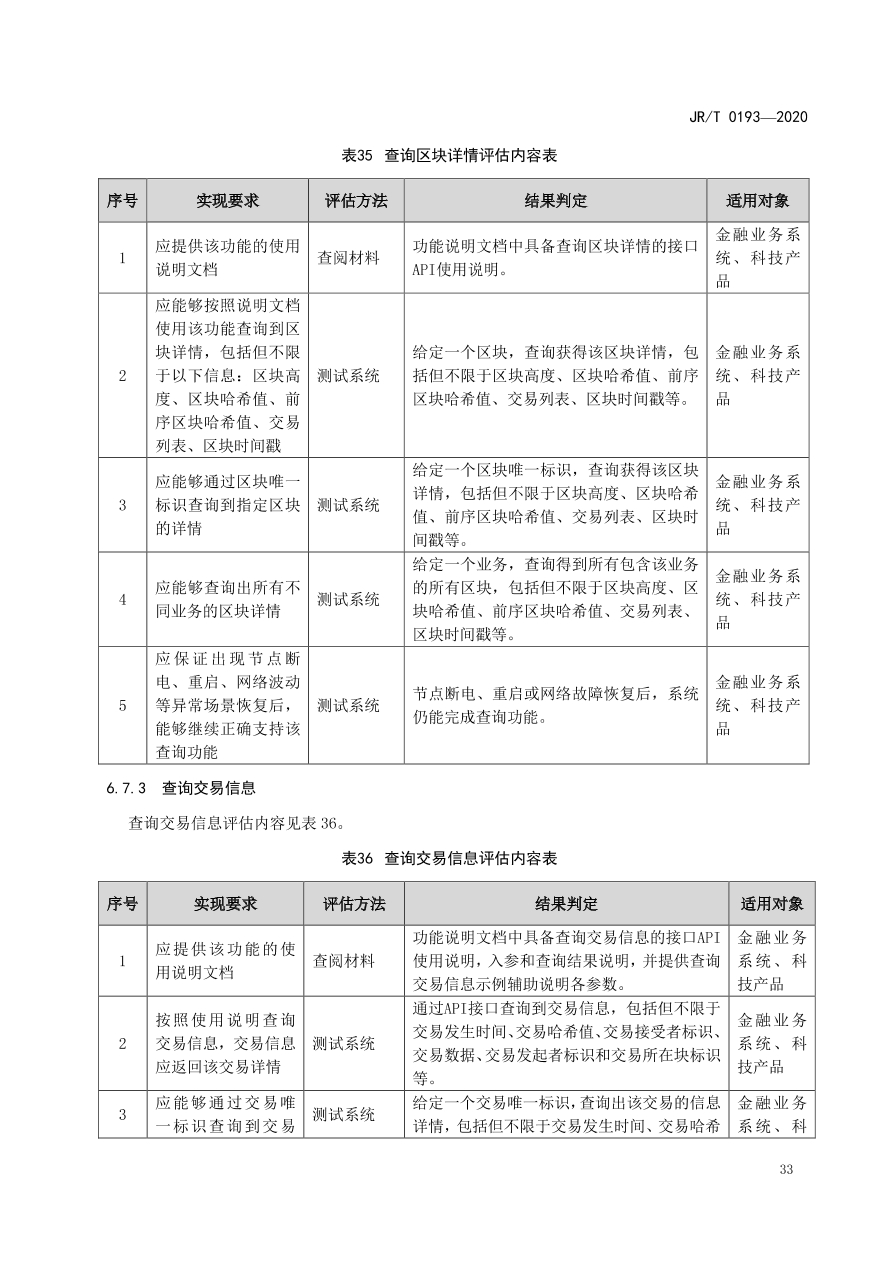 JR/T 0193—2020
表35 查询区块详情评估内容表
序号 实现要求 评估方法 结果判定 适用对象
1
应提供该功能的使用
说明文档
查阅材料
功能说明文档中具备查询区块详情的接口
API使用说明。
金融业务系
统、科技产
品
2
应能够按照说明文档
使用该功能查询到区
块详情，包括但不限
于以下信息：区块高
度、区块哈希值、前
序区块哈希值、交易
列表、区块时间戳
测试系统
给定一个区块，查询获得该区块详情，包
括但不限于区块高度、区块哈希值、前序
区块哈希值、交易列表、区块时间戳等。
金融业务系
统、科技产
品
3
应能够通过区块唯一
标识查询到指定区块
的详情
测试系统
给定一个区块唯一标识，查询获得该区块
详情，包括但不限于区块高度、区块哈希
值、前序区块哈希值、交易列表、区块时
间戳等。
金融业务系
统、科技产
品
4
应能够查询出所有不
同业务的区块详情
测试系统
给定一个业务，查询得到所有包含该业务
的所有区块，包括但不限于区块高度、区
块哈希值、前序区块哈希值、交易列表、
区块时间戳等。
金融业务系
统、科技产
品
5
应保证出现节点断
电、重启、网络波动
等异常场景恢复后，
能够继续正确支持该
查询功能
测试系统
节点断电、重启或网络故障恢复后，系统
仍能完成查询功能。
金融业务系
统、科技产
品
6.7.3 查询交易信息
查询交易信息评估内容见表 36。
表36 查询交易信息评估内容表
序号 实现要求 评估方法 结果判定 适用对象
1
应提供该功能的使
用说明文档
查阅材料
功能说明文档中具备查询交易信息的接口API
使用说明，入参和查询结果说明，并提供查询
交易信息示例辅助说明各参数。
金融业务
系统、科
技产品
2
按照使用说明查询
交易信息，交易信息
应返回该交易详情
测试系统
通过API接口查询到交易信息，包括但不限于
交易发生时间、交易哈希值、交易接受者标识、
交易数据、交易发起者标识和交易所在块标识
等。
金融业务
系统、科
技产品
3
应能够通过交易唯
一标识查询到交易
测试系统
给定一个交易唯一标识，查询出该交易的信息
详情，包括但不限于交易发生时间、交易哈希
金融业务
系统、科
33